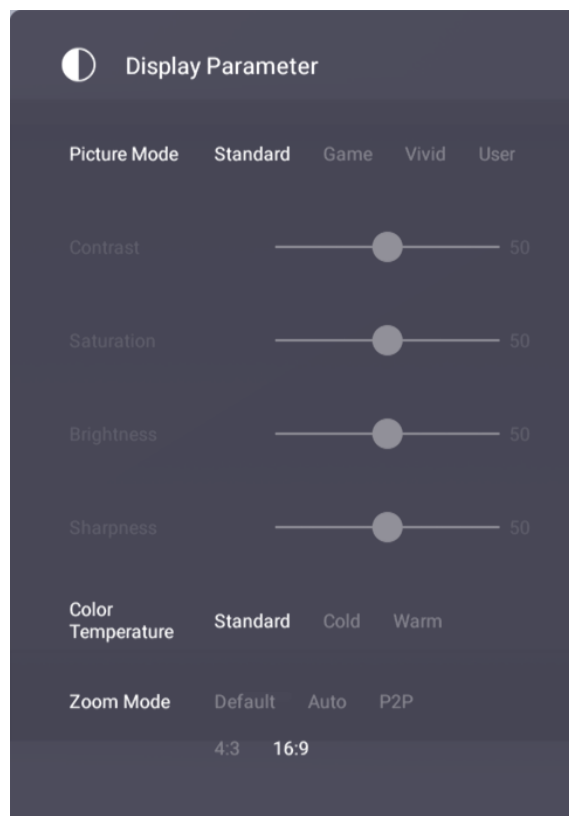 Display Parameter
Picture Mode Standard Game Vivid User
Contrast 50
Saturation 50
Brightness 50
Sharpness 50
Color
Temperature Standard Cold Warm
Zoom Mode Default Auto P2P
4:3 16:9